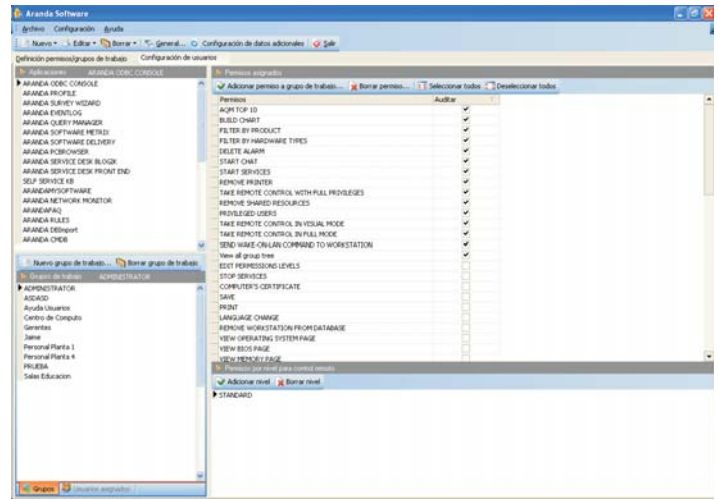 Aranda Software
Archivo Configuración Ayuda
Nuevo Editar Borrar General... Configuración de datos adicionales Salir
Definición permisos/grupos de trabajo Configuración de usuarios
Aplicaciones ARANDA ODBC CONSOLE
ARANDA ODBC CONSOLE
ARANDA PROFILE
ARANDA SURVEY WIZARD
ARANDA EVENTLOG
ARANDA QUERY MANAGER
ARANDA SOFTWARE METRIX
ARANDA SOFTWARE DELIVERY
ARANDA PCBROWSER
ARANDA SERVICE DESK BLOGIK
ARANDA SERVICE DESK FRONT END
SELF SERVICE KB
ARANDAMYSOFTWARE
ARANDA NETWORK MONITOR
ARANDAFAQ
ARANDA RULES
ARANDA DBImport
ARANDA CMDB
Nuevo grupo de trabajo... Borrar grupo de trabajo
Grupos de trabajo ADMINISTRATOR
ADMINISTRATOR
ASDASD
Ayuda Usuarios
Centro de Computo
Gerentes
Jaime
Personal Planta 1
Personal Planta 4
PRUEBA
Salas Educacion
Grupos Usuarios asignados
Permisos asignados
Adicionar permiso a grupo de trabajo... Borrar permiso... Seleccionar todos Deseleccionar todos
Permisos Auditar
AQM TOP 10
BUILD CHART
FILTER BY PRODUCT
FILTER BY HARDWARE TYPES
DELETE ALARM
START CHAT
START SERVICES
REMOVE PRINTER
TAKE REMOTE CONTROL WITH FULL PRIVILEGES
REMOVE SHARED RESOURCES
PRIVILEGED USERS
TAKE REMOTE CONTROL IN VISUAL MODE
TAKE REMOTE CONTROL IN FULL MODE
SEND WAKE-ON-LAN COMMAND TO WORKSTATION
View all group tree
EDIT PERMISSIONS LEVELS
STOP SERVICES
COMPUTER'S CERTIFICATE
SAVE
PRINT
LANGUAGE CHANGE
REMOVE WORKSTATION FROM DATABASE
VIEW OPERATING SYSTEM PAGE
VIEW BIOS PAGE
VIEW MEMORY PAGE
Permisos por nivel para control remoto
Adicionar nivel Borrar nivel
STANDARD